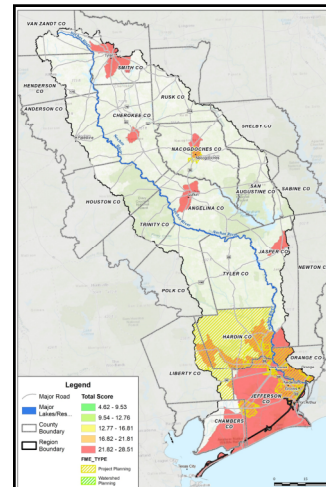 VAN ZANDT CO
SMITH CO
HENDERSON CO
RUSK CO
ANDERSON CO
CHEROKEE CO
SHELBY CO
NACOGDOCHES CO
Nacogdoches
SAN AUGUSTINE CO
SABINE CO
HOUSTON CO
ANGELINA CO
TRINITY CO
JASPER CO
NEWTON CO
TYLER CO
POLK CO
HARDIN CO
ORANGE CO
LIBERTY CO
JEFFERSON CO
CHAMBERS CO
Legend
Major Road
Major Lakes/Res...
County Boundary
Region Boundary
Total Score
4.62 - 9.53
9.54 - 12.76
12.77 - 16.81
16.82 - 21.81
21.82 - 28.51
FME_TYPE
Project Planning
Watershed Planning